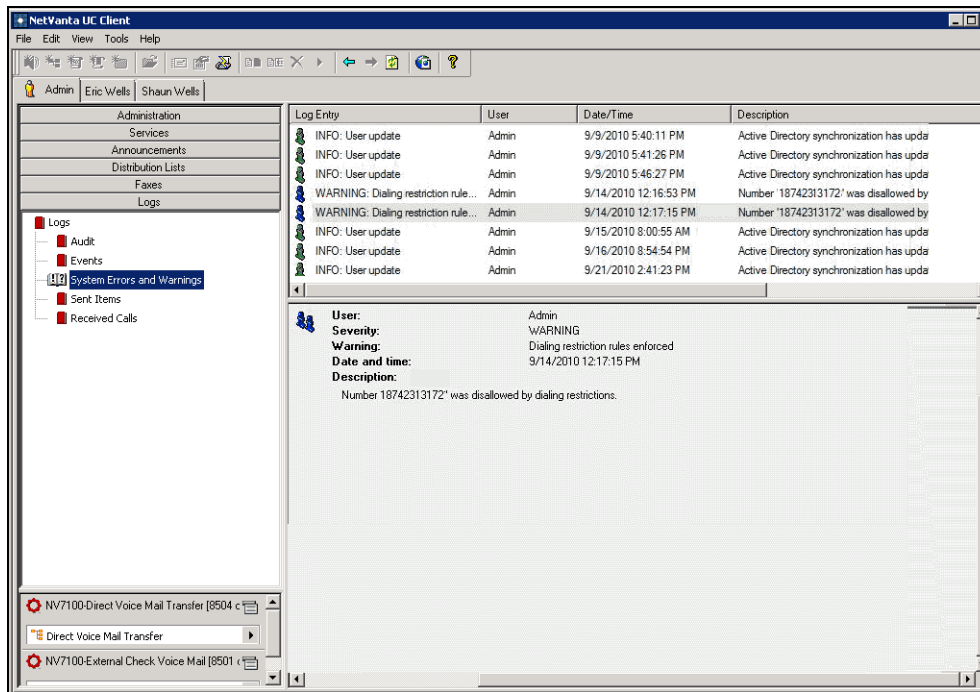 NetVanta UC Client
File Edit View Tools Help
Admin Eric Wells Shaun Wells
Administration
Services
Announcements
Distribution Lists
Faxes
Logs
Logs
Audit
Events
System Errors and Warnings
Sent Items
Received Calls
NV7100-Direct Voice Mail Transfer [8504 c
Direct Voice Mail Transfer
NV7100-External Check Voice Mail [8501 (
Log Entry User Date/Time Description
INFO: User update Admin 9/9/2010 5:40:11 PM Active Directory synchronization has upda
INFO: User update Admin 9/9/2010 5:41:26 PM Active Directory synchronization has upda
INFO: User update Admin 9/9/2010 5:46:27 PM Active Directory synchronization has upda
WARNING: Dialing restriction rule... Admin 9/14/2010 12:16:53 PM Number '18742313172' was disallowed by
WARNING: Dialing restriction rule... Admin 9/14/2010 12:17:15 PM Number '18742313172' was disallowed by
INFO: User update Admin 9/15/2010 8:00:55 AM Active Directory synchronization has upda
INFO: User update Admin 9/16/2010 8:54:54 PM Active Directory synchronization has upda
INFO: User update Admin 9/21/2010 2:41:23 PM Active Directory synchronization has upda
User: Admin
Severity: WARNING
Warning: Dialing restriction rules enforced
Date and time: 9/14/2010 12:17:15 PM
Description:
Number 18742313172" was disallowed by dialing restrictions.